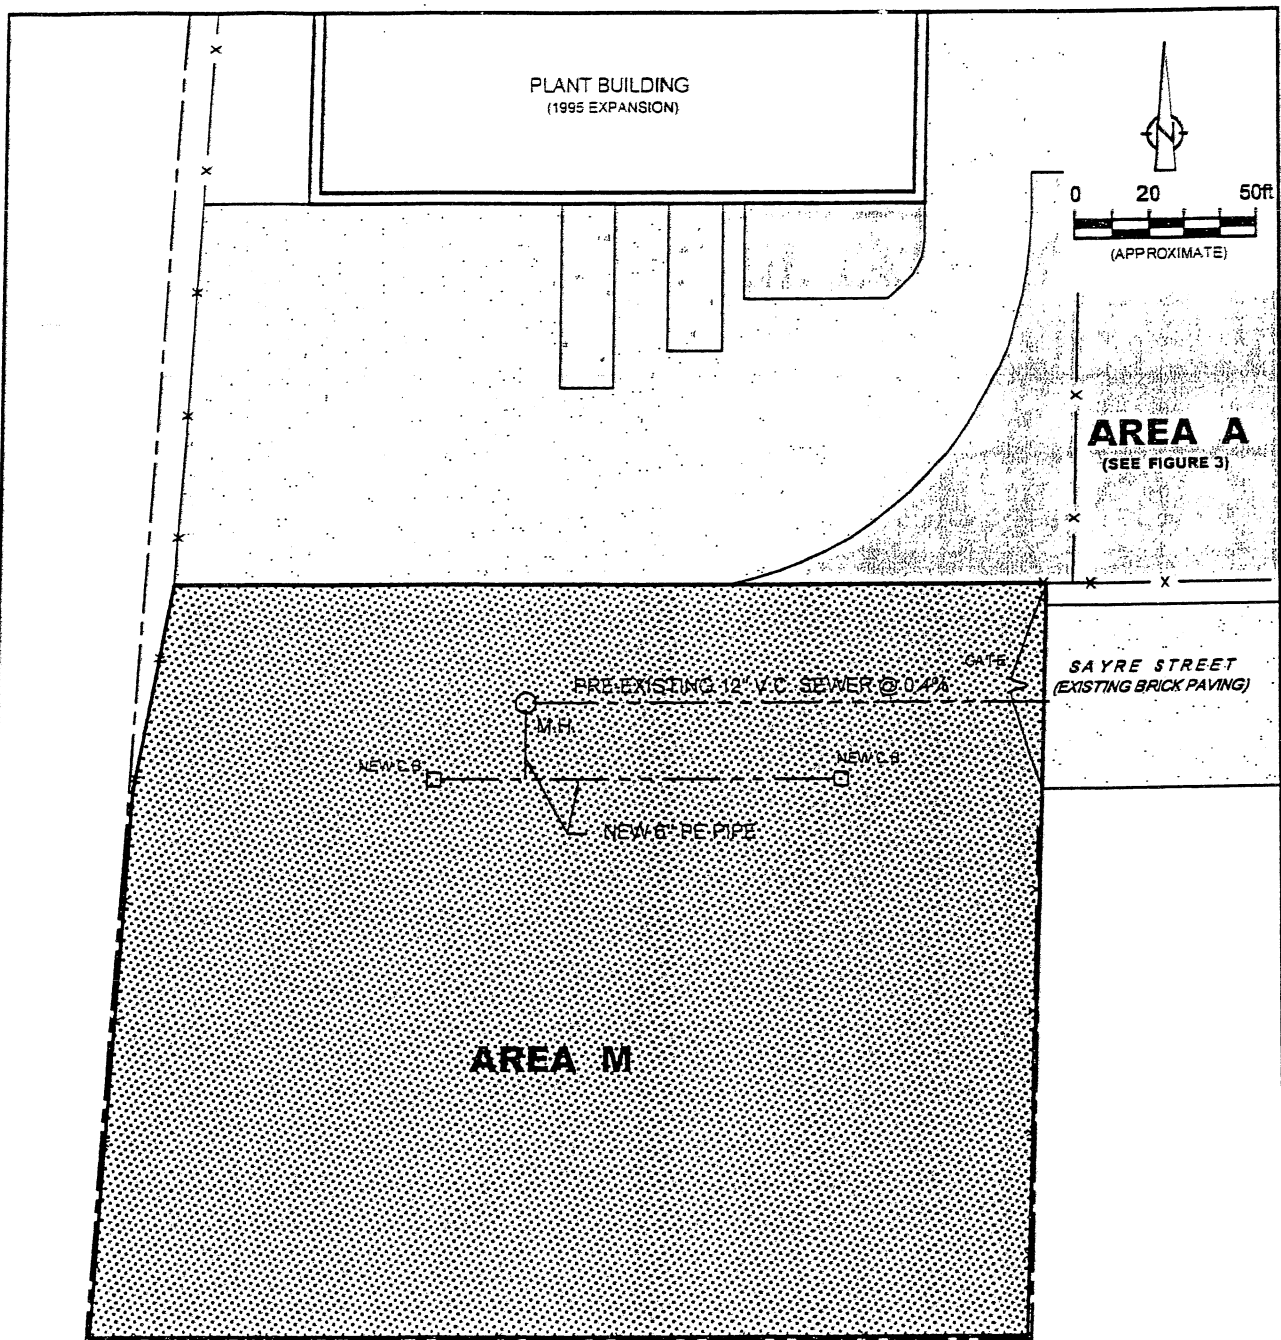 PLANT BUILDING
(1995 EXPANSION)
N
0 20 50ft
(APPROXIMATE)
AREA A
(SEE FIGURE 3)
GATE
SAYRE STREET
(EXISTING BRICK PAVING)
PRE-EXISTING 12" V.C. SEWER @ 0.4%
M.H.
NEW C.B.
NEW C.B.
NEW 6" PE PIPE
AREA M